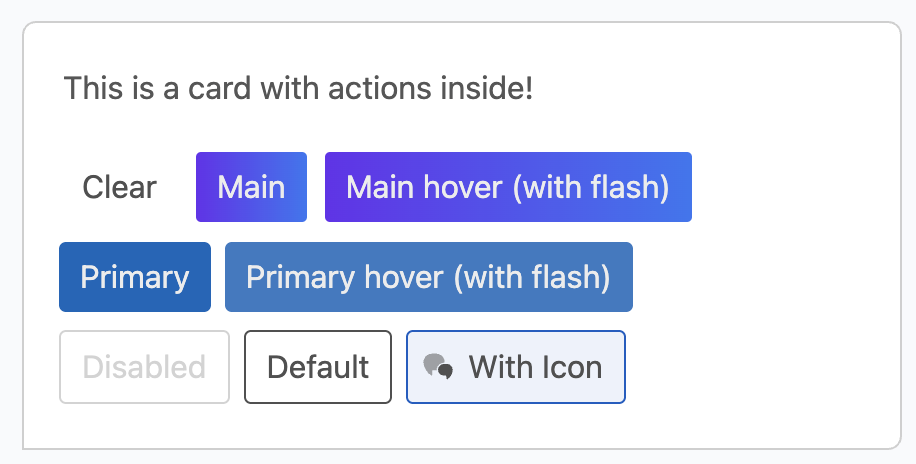 This is a card with actions inside!
Clear Main Main hover (with flash)
Primary Primary hover (with flash)
Disabled Default With Icon